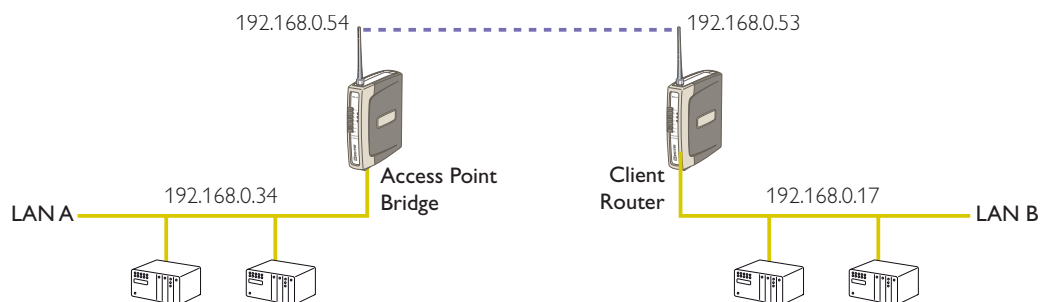 192.168.0.54
192.168.0.53
Access Point
Bridge
Client
Router
192.168.0.34
192.168.0.17
LAN A
LAN B